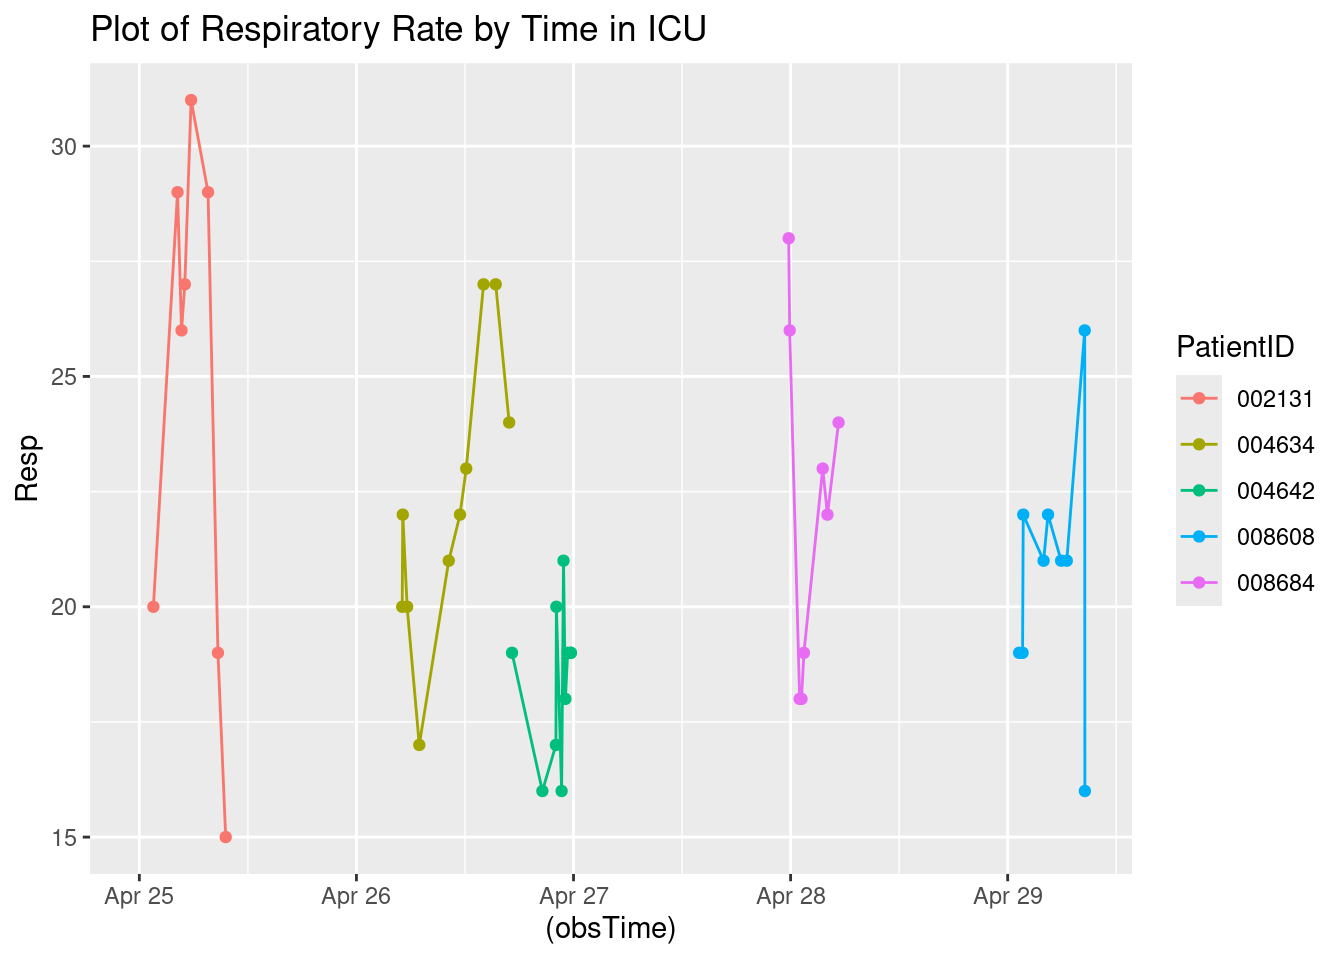 Plot of Respiratory Rate by Time in ICU
30
25
20
15
Resp
Apr 25 Apr 26 Apr 27 Apr 28 Apr 29
(obsTime)
PatientID
002131
004634
004642
008608
008684